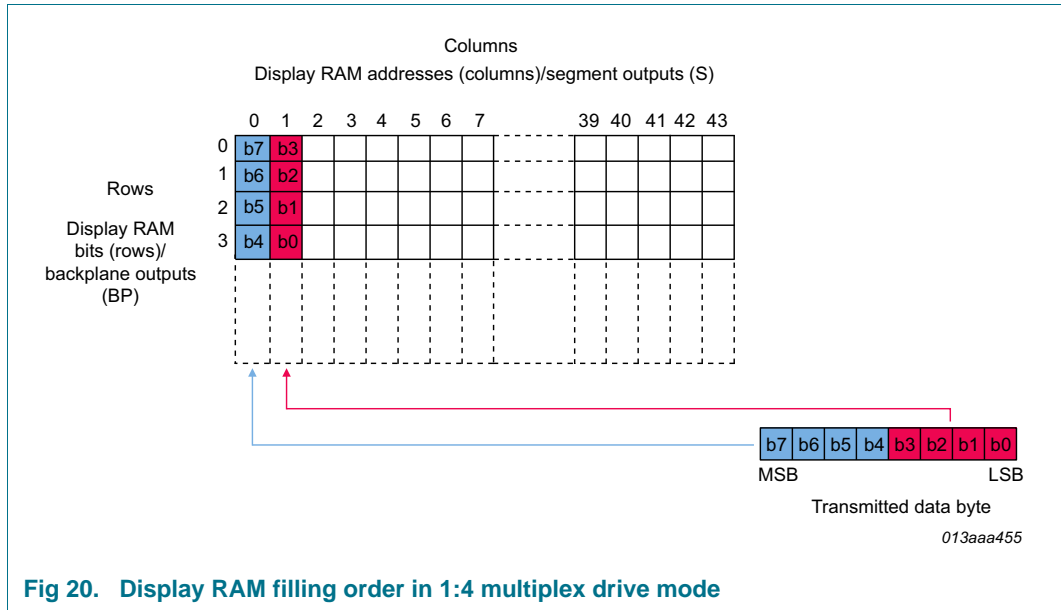 Columns
Display RAM addresses (columns)/segment outputs (S)
0 1 2 3 4 5 6 7 39 40 41 42 43
0 b7 b3
1 b6 b2
2 b5 b1
3 b4 b0
Rows
Display RAM
bits (rows)/
backplane outputs
(BP)
b7 b6 b5 b4 b3 b2 b1 b0
MSB LSB
Transmitted data byte
013aaa455
Fig 20. Display RAM filling order in 1:4 multiplex drive mode